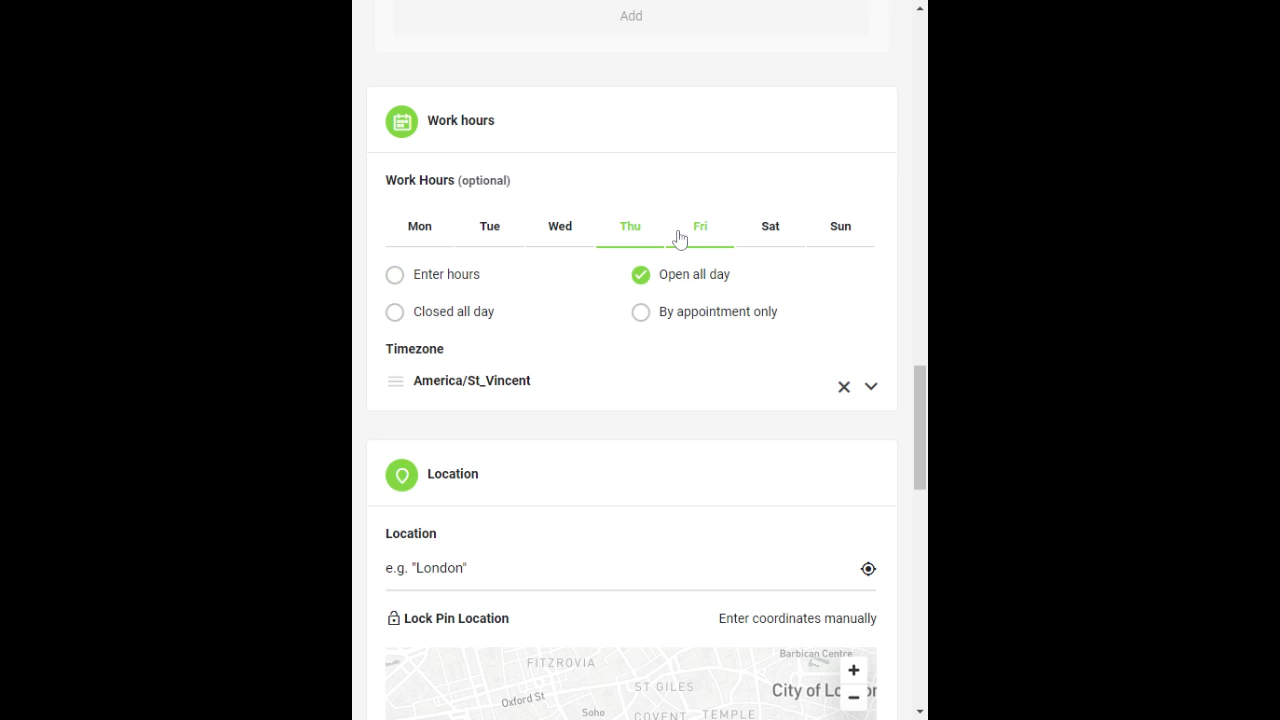 Add
Work hours
Work Hours (optional)
Mon Tue Wed Thu Fri Sat Sun
Enter hours Open all day
Closed all day By appointment only
Timezone
America/St_Vincent
Location
Location
e.g. "London"
Lock Pin Location Enter coordinates manually
Barbican Centre
FITZROVIA
ST GILES
City of
Oxford St
Soho
COVENT TEMPLE